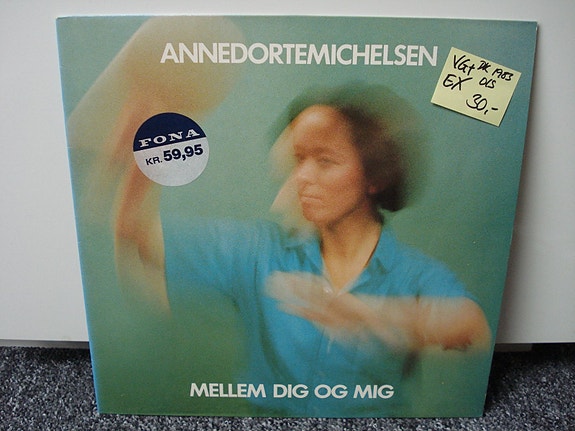 ANNEDORTEMICHELSEN
VG+ DK 1983
EX OIS
30,-
FONA
KR. 59,95
MELLEM DIG OG MIG